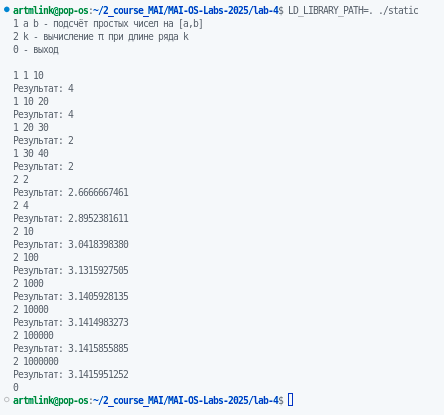 artmlink@pop-os:~/2_course_MAI/MAI-OS-Labs-2025/lab-4$ LD_LIBRARY_PATH=. ./static
1 a b - подсчёт простых чисел на [a,b]
2 k - вычисление π при длине ряда k
0 - выход
1 1 10
Результат: 4
1 10 20
Результат: 4
1 20 30
Результат: 2
1 30 40
Результат: 2
2 2
Результат: 2.6666667461
2 4
Результат: 2.8952381611
2 10
Результат: 3.0418398380
2 100
Результат: 3.1315927505
2 1000
Результат: 3.1405928135
2 10000
Результат: 3.1414983273
2 100000
Результат: 3.1415855885
2 1000000
Результат: 3.1415951252
0
artmlink@pop-os:~/2_course_MAI/MAI-OS-Labs-2025/lab-4$